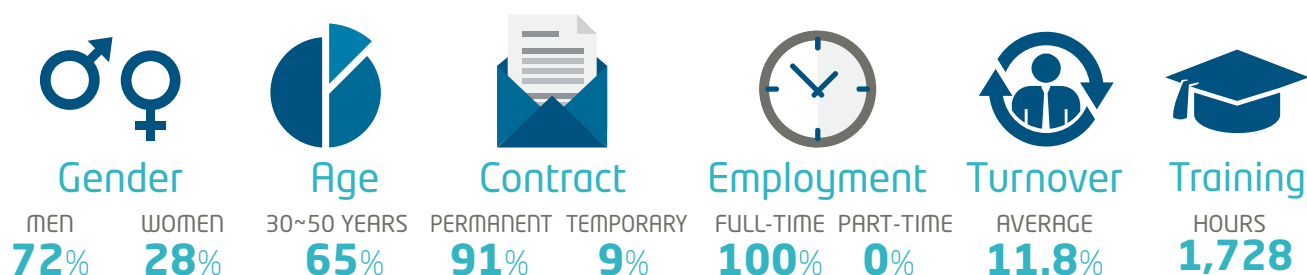 Gender Age Contract Employment Turnover Training
MEN WOMEN 30~50 YEARS PERMANENT TEMPORARY FULL-TIME PART-TIME AVERAGE HOURS
72% 28% 65% 91% 9% 100% 0% 11.8% 1,728